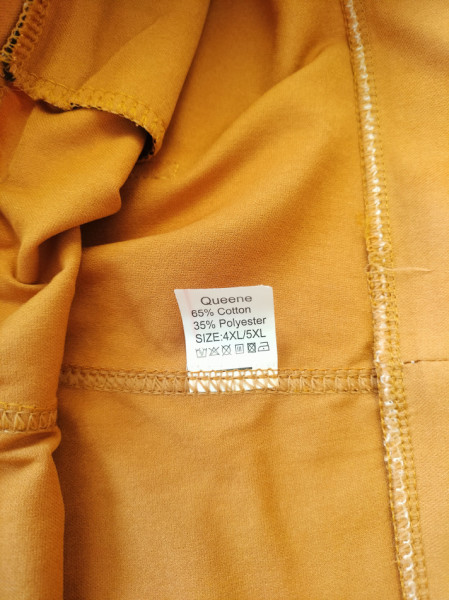 Queene
65% Cotton
35% Polyester
SIZE:4XL/5XL